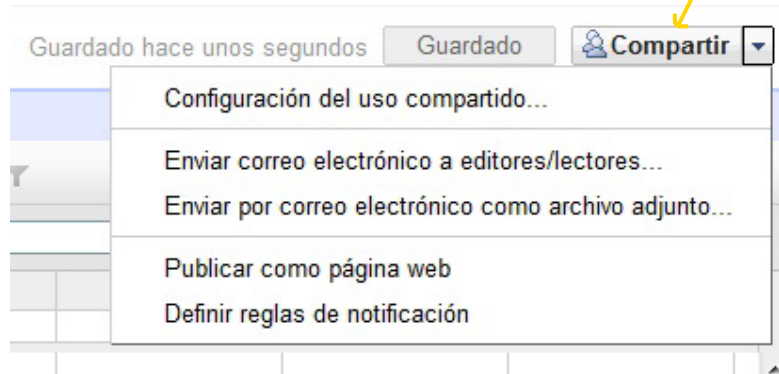 Guardado hace unos segundos Guardado Compartir
Configuración del uso compartido...
Enviar correo electrónico a editores/lectores...
Enviar por correo electrónico como archivo adjunto...
Publicar como página web
Definir reglas de notificación